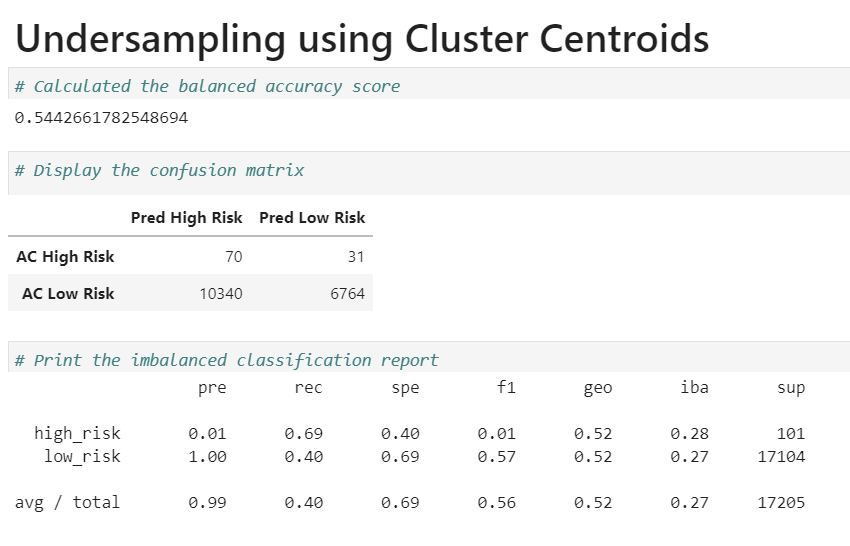 Undersampling using Cluster Centroids
# Calculated the balanced accuracy score
0.5442661782548694
# Display the confusion matrix
Pred High Risk Pred Low Risk
AC High Risk 70 31
AC Low Risk 10340 6764
# Print the imbalanced classification report
pre rec spe f1 geo iba sup
high_risk 0.01 0.69 0.40 0.01 0.52 0.28 101
low_risk 1.00 0.40 0.69 0.57 0.52 0.27 17104
avg / total 0.99 0.40 0.69 0.56 0.52 0.27 17205